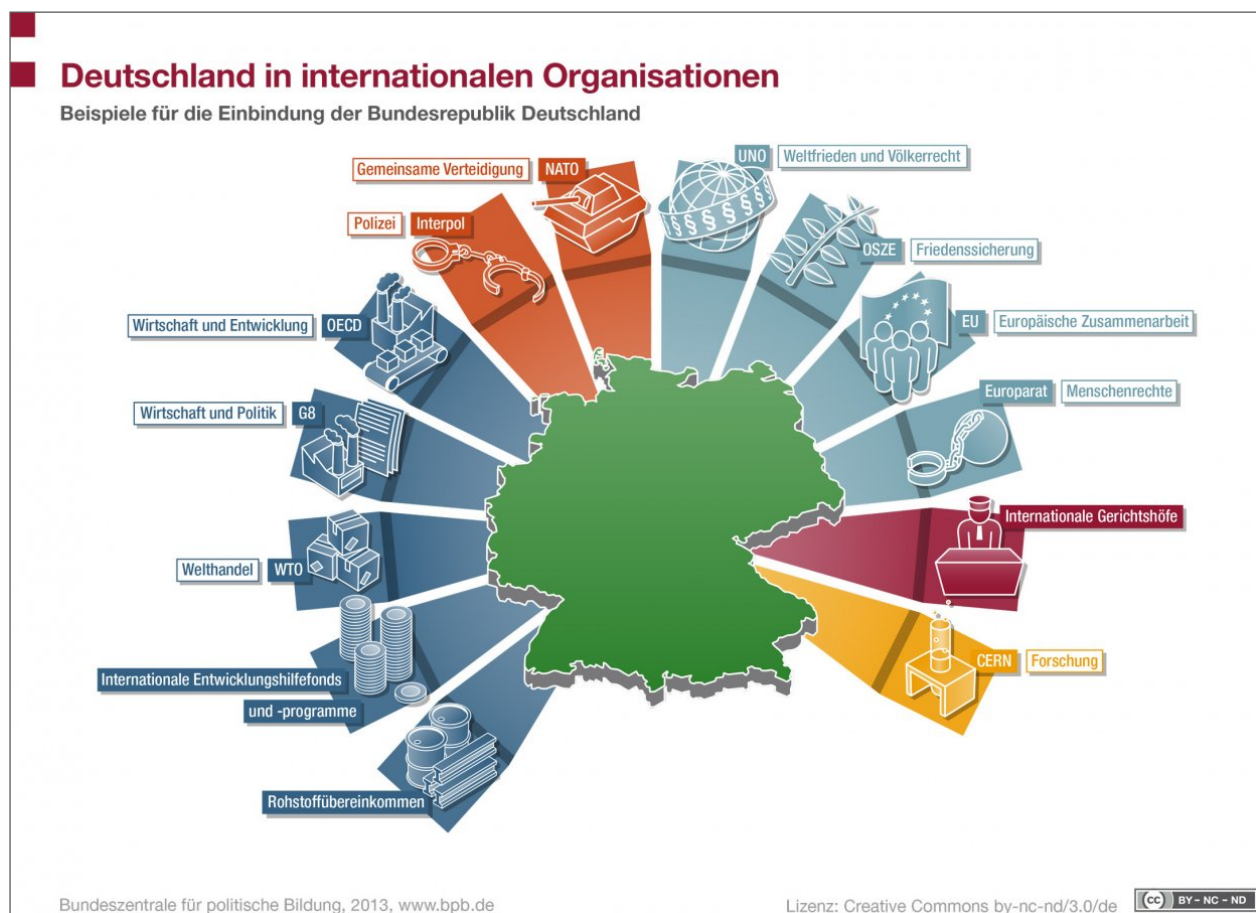 Deutschland in internationalen Organisationen
Beispiele für die Einbindung der Bundesrepublik Deutschland
Gemeinsame Verteidigung NATO
UNO Weltfrieden und Völkerrecht
Polizei Interpol
OSZE Friedenssicherung
Wirtschaft und Entwicklung OECD
EU Europäische Zusammenarbeit
Europarat Menschenrechte
Wirtschaft und Politik G8
Internationale Gerichtshöfe
Welthandel WTO
CERN Forschung
Internationale Entwicklungshilfefonds
und -programme
Rohstoffübereinkommen
§ § § § § § §
Bundeszentrale für politische Bildung, 2013, www.bpb.de
Lizenz: Creative Commons by-nc-nd/3.0/de
cc BY - NC - ND